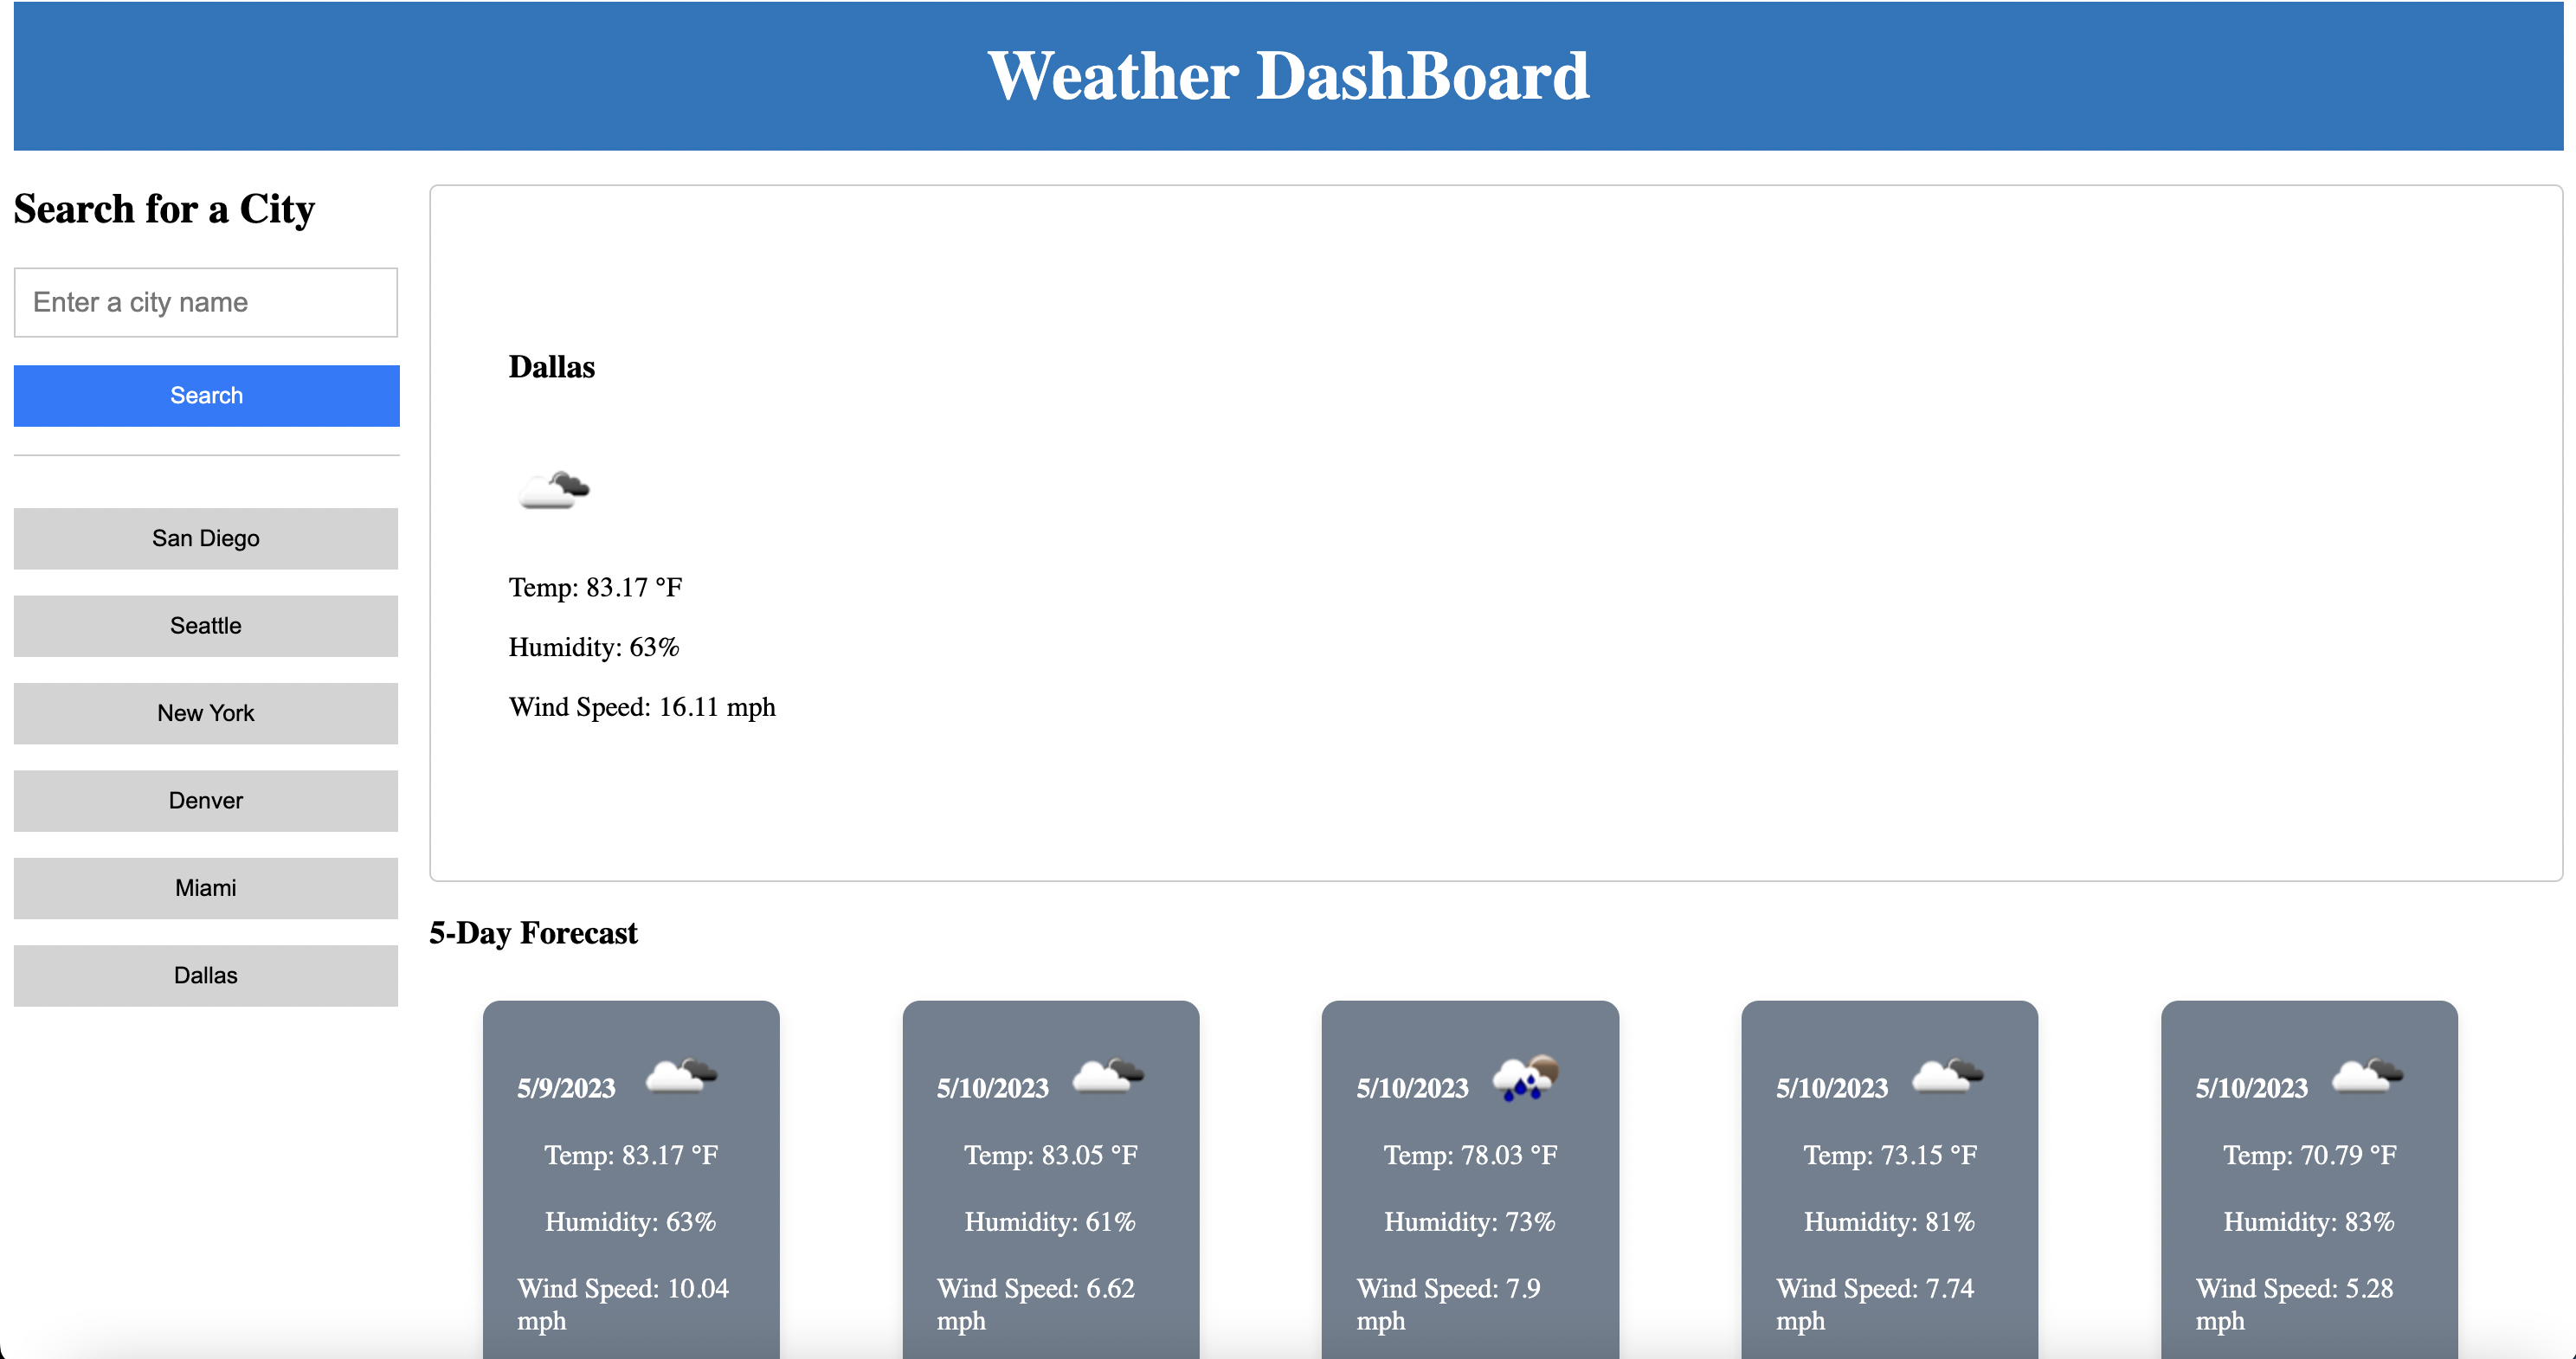 Weather DashBoard
Search for a City
Enter a city name
Search
San Diego
Seattle
New York
Denver
Miami
Dallas
Dallas
Temp: 83.17 °F
Humidity: 63%
Wind Speed: 16.11 mph
5-Day Forecast
5/9/2023
Temp: 83.17 °F
Humidity: 63%
Wind Speed: 10.04
mph
5/10/2023
Temp: 83.05 °F
Humidity: 61%
Wind Speed: 6.62
mph
5/10/2023
Temp: 78.03 °F
Humidity: 73%
Wind Speed: 7.9
mph
5/10/2023
Temp: 73.15 °F
Humidity: 81%
Wind Speed: 7.74
mph
5/10/2023
Temp: 70.79 °F
Humidity: 83%
Wind Speed: 5.28
mph